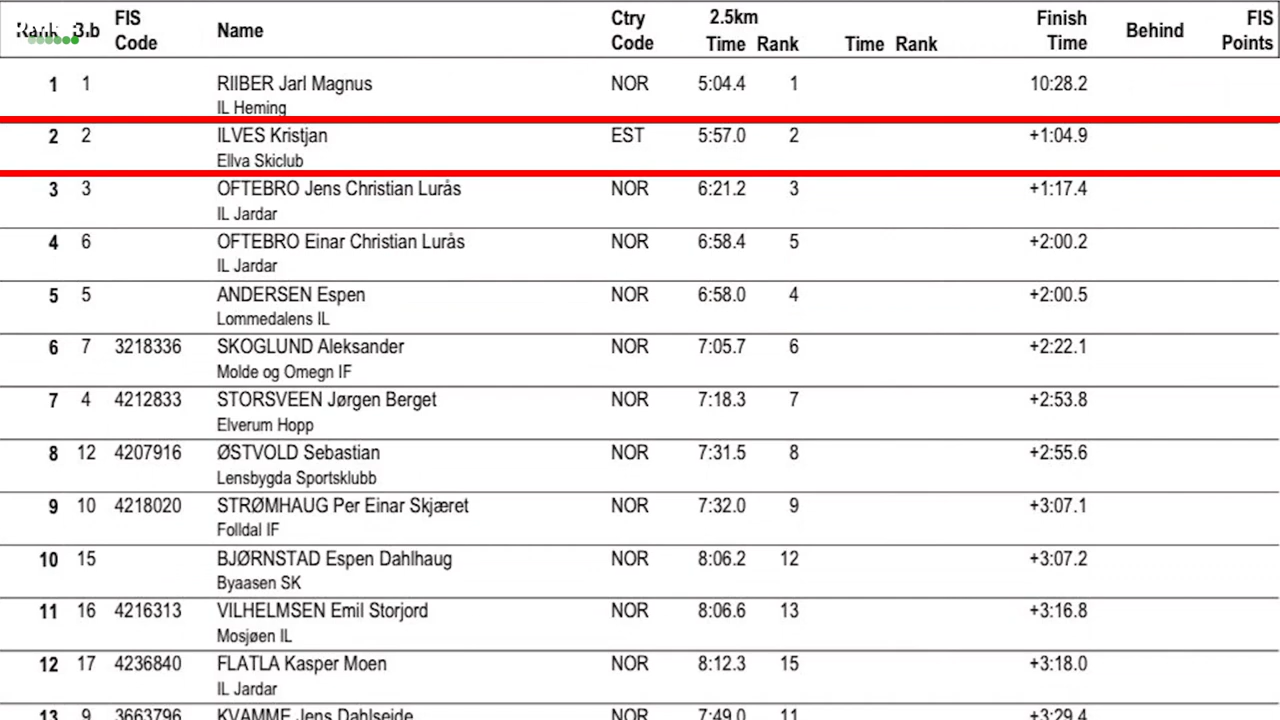 Rank Bib FIS Code Name Ctry Code 2.5km Time Rank Time Rank Finish Time Behind FIS Points
1 1 RIIBER Jarl Magnus NOR 5:04.4 1 10:28.2
IL Heming
2 2 ILVES Kristjan EST 5:57.0 2 +1:04.9
Ellva Skiclub
3 3 OFTEBRO Jens Christian Lurås NOR 6:21.2 3 +1:17.4
IL Jardar
4 6 OFTEBRO Einar Christian Lurås NOR 6:58.4 5 +2:00.2
IL Jardar
5 5 ANDERSEN Espen NOR 6:58.0 4 +2:00.5
Lommedalens IL
6 7 3218336 SKOGLUND Aleksander NOR 7:05.7 6 +2:22.1
Molde og Omegn IF
7 4 4212833 STORSVEEN Jørgen Berget NOR 7:18.3 7 +2:53.8
Elverum Hopp
8 12 4207916 ØSTVOLD Sebastian NOR 7:31.5 8 +2:55.6
Lensbygda Sportsklubb
9 10 4218020 STRØMHAUG Per Einar Skjæret NOR 7:32.0 9 +3:07.1
Folldal IF
10 15 BJØRNSTAD Espen Dahlhaug NOR 8:06.2 12 +3:07.2
Byaasen SK
11 16 4216313 VILHELMSEN Emil Storjord NOR 8:06.6 13 +3:16.8
Mosjøen IL
12 17 4236840 FLATLA Kasper Moen NOR 8:12.3 15 +3:18.0
IL Jardar
13 9 3663796 KVAMME Jens Dahlseide NOR 7:49.0 11 +3:29.4